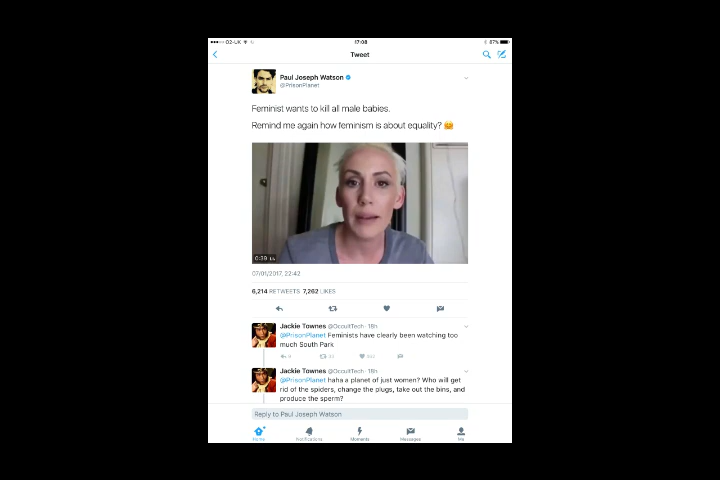 O2-UK
17:08
87%
Tweet
Paul Joseph Watson
@PrisonPlanet
Feminist wants to kill all male babies.
Remind me again how feminism is about equality?
0:38
07/01/2017, 22:42
6,214 RETWEETS 7,262 LIKES
Jackie Townes @OccultTech · 18h
@PrisonPlanet Feminists have clearly been watching too
much South Park
Jackie Townes @OccultTech · 18h
@PrisonPlanet haha a planet of just women? Who will get
rid of the spiders, change the plugs, take out the bins, and
produce the sperm?
Reply to Paul Joseph Watson
Home
Notifications
Moments
Messages
Me